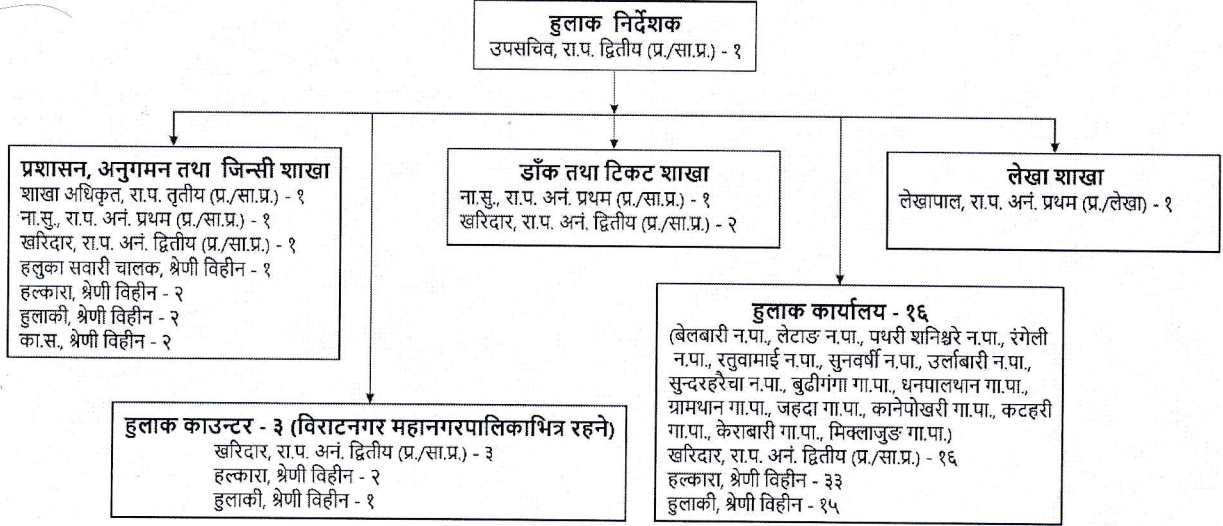 हुलाक निर्देशक
उपसचिव, रा.प. द्वितीय (प्र./सा.प्र.) - १
प्रशासन, अनुगमन तथा जिन्सी शाखा
शाखा अधिकृत, रा.प. तृतीय (प्र./सा.प्र.) - १
ना.सु., रा.प. अनं. प्रथम (प्र./सा.प्र.) - १
खरिदार, रा.प. अनं. द्वितीय (प्र./सा.प्र.) - १
हलुका सवारी चालक, श्रेणी विहीन - १
हल्कारा, श्रेणी विहीन - २
हुलाकी, श्रेणी विहीन - २
का.स., श्रेणी विहीन - २
डाँक तथा टिकट शाखा
ना.सु., रा.प. अनं. प्रथम (प्र./सा.प्र.) - १
खरिदार, रा.प. अनं. द्वितीय (प्र./सा.प्र.) - २
लेखा शाखा
लेखापाल, रा.प. अनं. प्रथम (प्र./लेखा) - १
हुलाक काउन्टर - ३ (विराटनगर महानगरपालिकाभित्र रहने)
खरिदार, रा.प. अनं. द्वितीय (प्र./सा.प्र.) - ३
हल्कारा, श्रेणी विहीन - २
हुलाकी, श्रेणी विहीन - १
हुलाक कार्यालय - १६
(बेलबारी न.पा., लेटाङ न.पा., पथरी शनिश्चरे न.पा., रंगेली
न.पा., रतुवामाई न.पा., सुनवर्षी न.पा., उर्लाबारी न.पा.,
सुन्दरहरैचा न.पा., बुढीगंगा गा.पा., धनपालथान गा.पा.,
ग्रामथान गा.पा., जहदा गा.पा., कानेपोखरी गा.पा., कटहरी
गा.पा., केराबारी गा.पा., मिक्लाजुङ गा.पा.)
खरिदार, रा.प. अनं. द्वितीय (प्र./सा.प्र.) - १६
हल्कारा, श्रेणी विहीन - ३३
हुलाकी, श्रेणी विहीन - १५